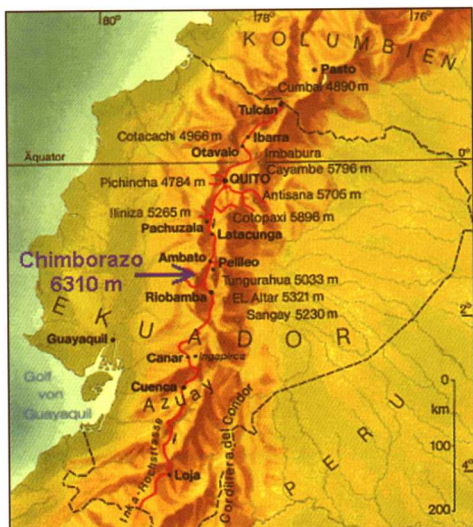 80°
78°
76°
KOLUMBIEN
Pasto
Cumbal 4890 m
Tulcán
Cotacachi 4966 m
Ibarra
Otavalo
Imbabura
Äquator
0°
Cayambe 5796 m
Pichincha 4784 m
QUITO
Antisana 5705 m
Iliniza 5265 m
Cotopaxi 5896 m
Pachuzala
Latacunga
Chimborazo
6310 m
Ambato
Pelileo
Tungurahua 5033 m
Riobamba
EL Altar 5321 m
Sangay 5230 m
EKUADOR
Guayaquil
Canar
Ingapirca
Golf
von
Guayaquil
Cuenca
Azuay
0
km
100
200
PERU
Loja
Inka-Hochstrasse
Cordillera del Condor
2°
4°